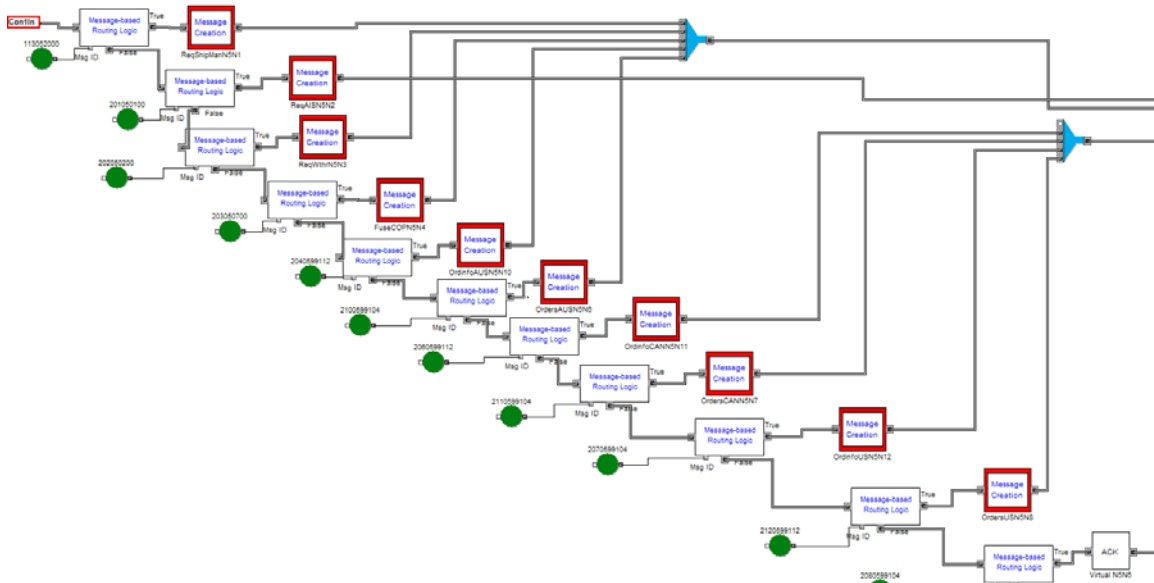 ContIn
Message-based
Routing Logic
True
False
Msg ID
113052000
Message
Creation
ReqShipManN5N1
Message-based
Routing Logic
True
False
Msg ID
201050100
Message
Creation
ReqAISN5N2
Message-based
Routing Logic
True
False
Msg ID
202050200
Message
Creation
ReqWthrN5N3
Message-based
Routing Logic
True
False
Msg ID
203050700
Message
Creation
FuseCOPN5N4
Message-based
Routing Logic
True
False
Msg ID
2040599112
Message
Creation
OrdinfoAUSN5N10
Message-based
Routing Logic
True
False
Msg ID
2100599104
Message
Creation
OrdersAUSN5N6
Message-based
Routing Logic
True
False
Msg ID
2060599112
Message
Creation
OrdinfoCANN5N11
Message-based
Routing Logic
True
False
Msg ID
2110599104
Message
Creation
OrdersCANN5N7
Message-based
Routing Logic
True
False
Msg ID
2070599104
Message
Creation
OrdinfoUSN5N12
Message-based
Routing Logic
True
False
Msg ID
2120599112
Message
Creation
OrdersUSN5N8
Message-based
Routing Logic
True
2080599104
ACK
Virtual N5N6